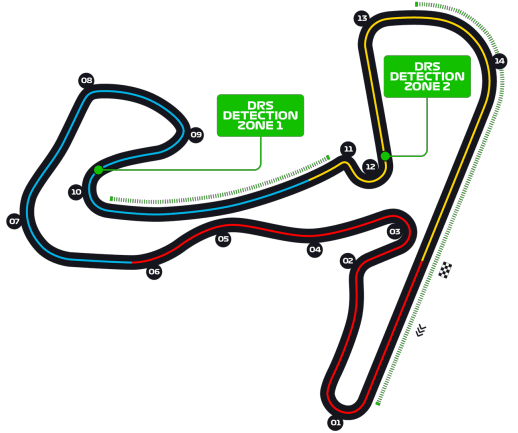 13
14
DRS
DETECTION
ZONE 2
08
DRS
DETECTION
ZONE 1
09
11
12
10
07
03
05
04
02
06
01